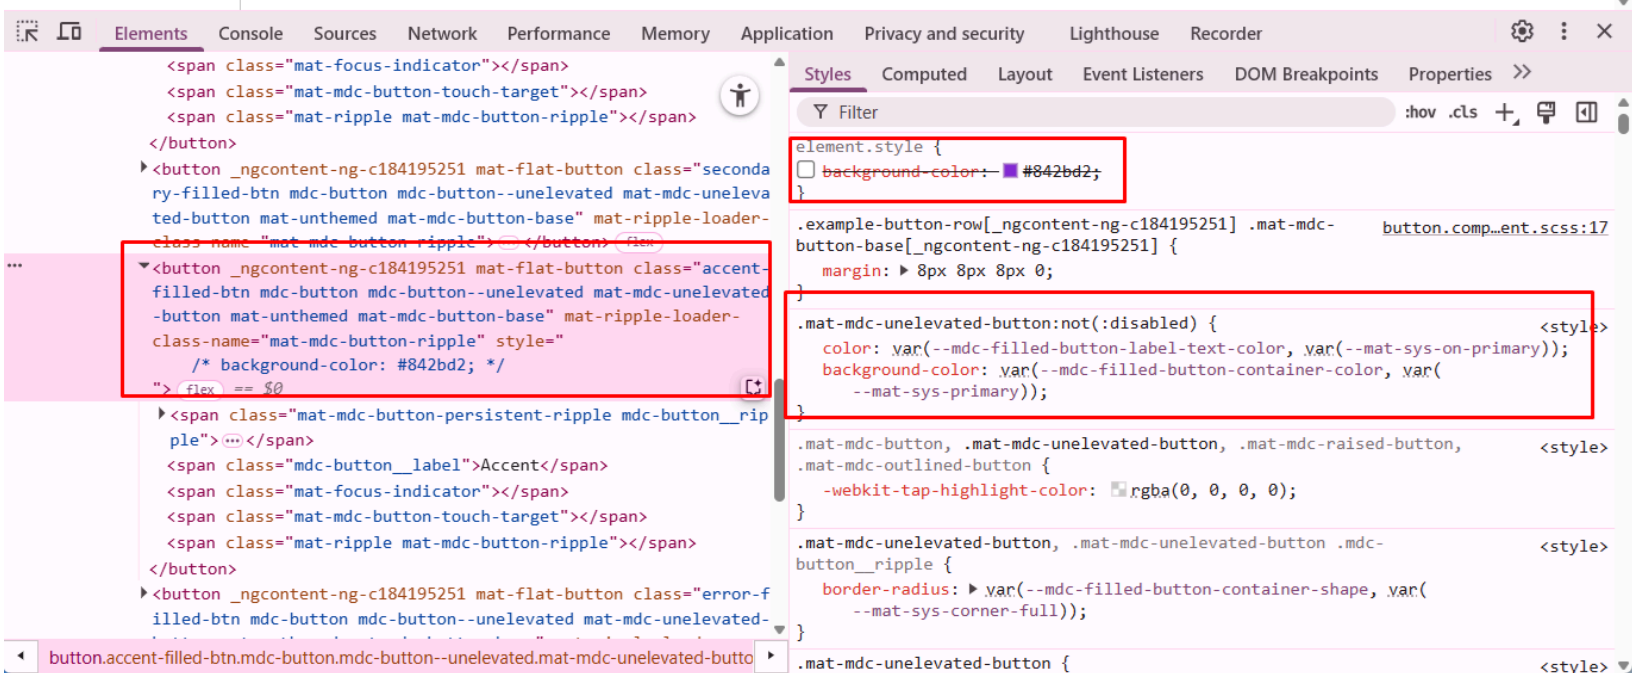 Elements Console Sources Network Performance Memory Application Privacy and security Lighthouse Recorder
<span class="mat-focus-indicator"></span>
<span class="mat-mdc-button-touch-target"></span>
<span class="mat-ripple mat-mdc-button-ripple"></span>
</button>
<button _ngcontent-ng-c184195251 mat-flat-button class="seconda
ry-filled-btn mdc-button mdc-button--unelevated mat-mdc-uneleva
ted-button mat-unthemed mat-mdc-button-base" mat-ripple-loader-
class-name="mat-mdc-button-ripple">…</button> flex
… <button _ngcontent-ng-c184195251 mat-flat-button class="accent-
filled-btn mdc-button mdc-button--unelevated mat-mdc-unelevated
-button mat-unthemed mat-mdc-button-base" mat-ripple-loader-
class-name="mat-mdc-button-ripple" style="
/* background-color: #842bd2; */
"> flex == $0
<span class="mat-mdc-button-persistent-ripple mdc-button__rip
ple">…</span>
<span class="mdc-button__label">Accent</span>
<span class="mat-focus-indicator"></span>
<span class="mat-mdc-button-touch-target"></span>
<span class="mat-ripple mat-mdc-button-ripple"></span>
</button>
<button _ngcontent-ng-c184195251 mat-flat-button class="error-f
illed-btn mdc-button mdc-button--unelevated mat-mdc-unelevated-
button.accent-filled-btn.mdc-button.mdc-button--unelevated.mat-mdc-unelevated-butto
Styles Computed Layout Event Listeners DOM Breakpoints Properties
Filter :hov .cls
element.style {
background-color: #842bd2;
}
.example-button-row[_ngcontent-ng-c184195251] .mat-mdc- button.comp…ent.scss:17
button-base[_ngcontent-ng-c184195251] {
margin: 8px 8px 8px 0;
}
.mat-mdc-unelevated-button:not(:disabled) { <style>
color: var(--mdc-filled-button-label-text-color, var(--mat-sys-on-primary));
background-color: var(--mdc-filled-button-container-color, var(
--mat-sys-primary));
}
.mat-mdc-button, .mat-mdc-unelevated-button, .mat-mdc-raised-button, <style>
.mat-mdc-outlined-button {
-webkit-tap-highlight-color: rgba(0, 0, 0, 0);
}
.mat-mdc-unelevated-button, .mat-mdc-unelevated-button .mdc- <style>
button__ripple {
border-radius: var(--mdc-filled-button-container-shape, var(
--mat-sys-corner-full));
}
.mat-mdc-unelevated-button { <style>